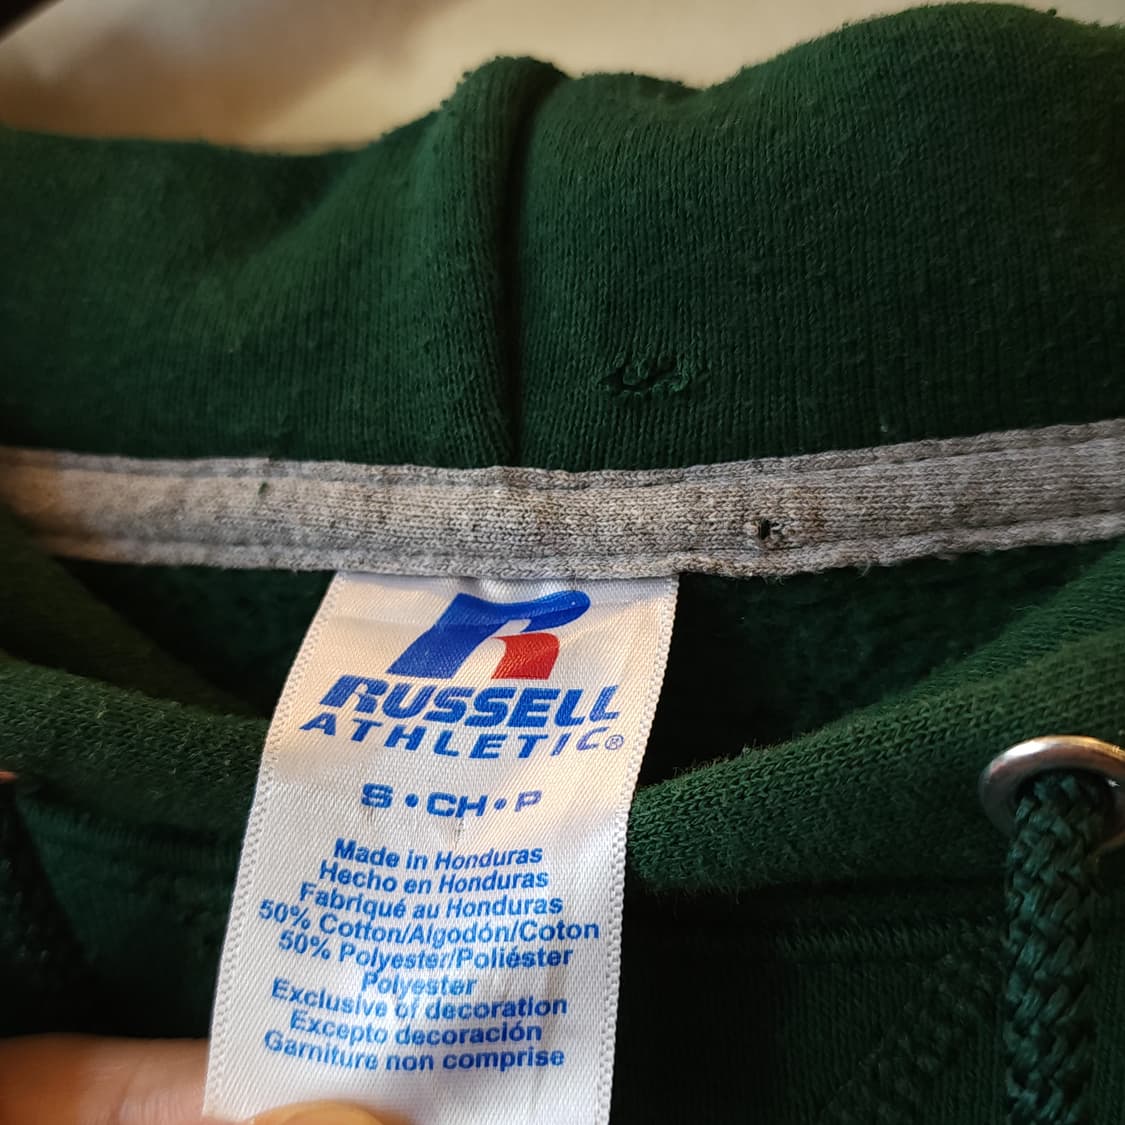 R
RUSSELL
ATHLETIC®
S•CH•P
Made in Honduras
Hecho en Honduras
Fabriqué au Honduras
50% Cotton/Algodón/Coton
50% Polyester/Poliéster
Polyester
Exclusive of decoration
Excepto decoración
Garniture non comprise